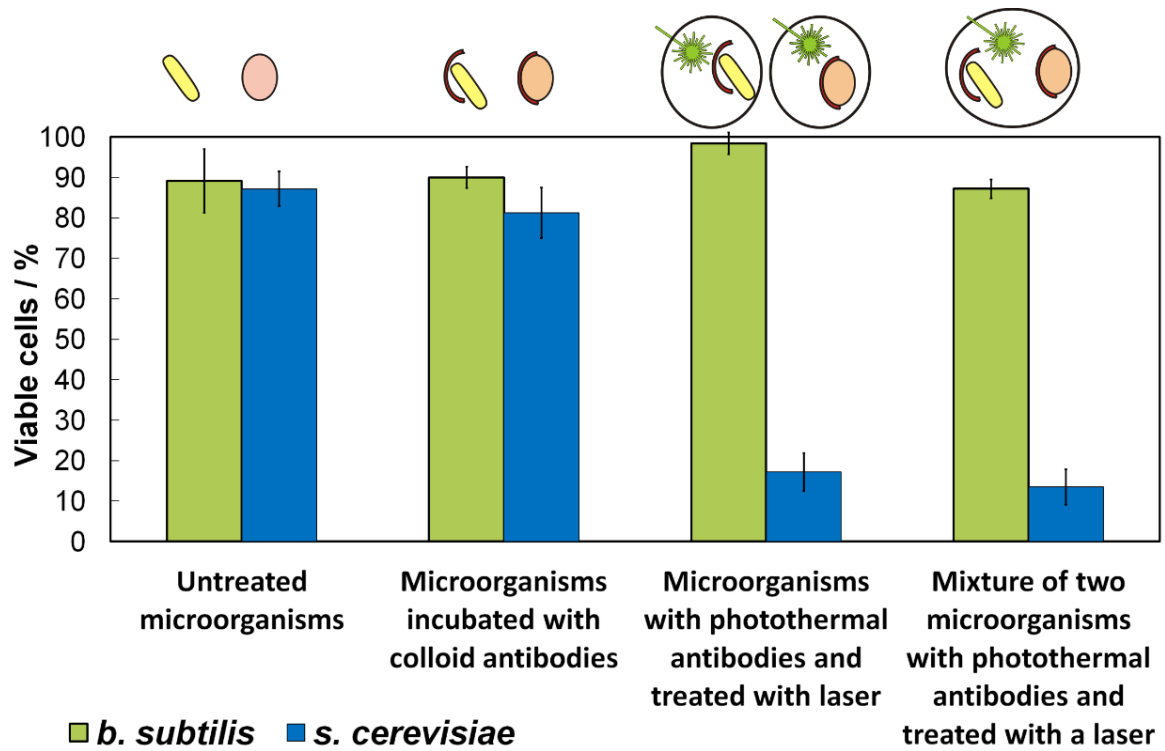 Viable cells / %
100
90
80
70
60
50
40
30
20
10
0
Untreated
microorganisms
Microorganisms
incubated with
colloid antibodies
Microorganisms
with photothermal
antibodies and
treated with laser
Mixture of two
microorganisms
with photothermal
antibodies and
treated with a laser
b. subtilis
s. cerevisiae